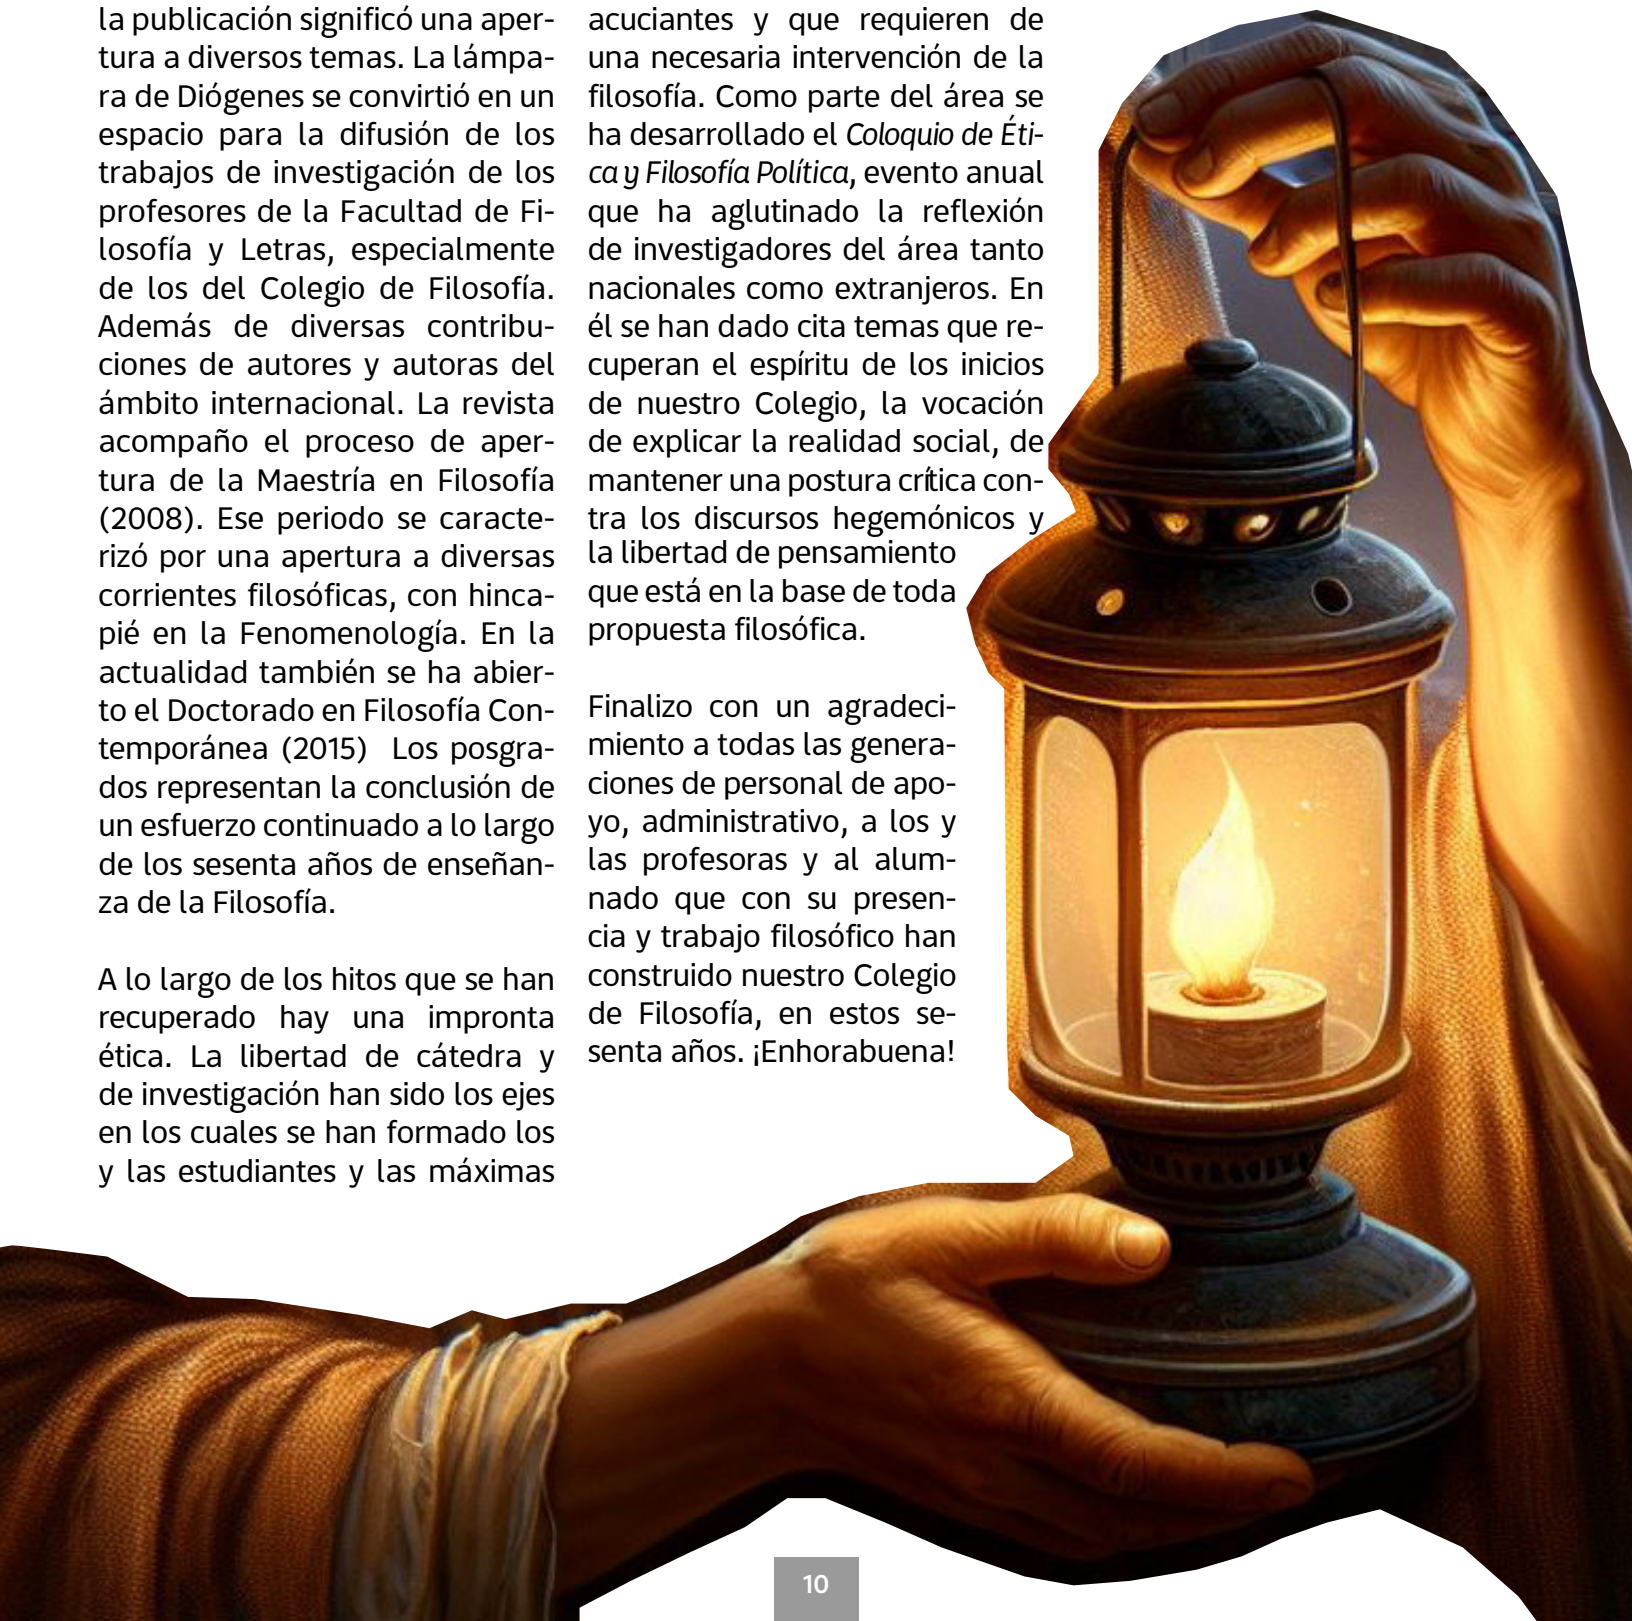 la publicación significó una aper-
tura a diversos temas. La lámpa-
ra de Diógenes se convirtió en un
espacio para la difusión de los
trabajos de investigación de los
profesores de la Facultad de Fi-
losofía y Letras, especialmente
de los del Colegio de Filosofía.
Además de diversas contribu-
ciones de autores y autoras del
ámbito internacional. La revista
acompaño el proceso de aper-
tura de la Maestría en Filosofía
(2008). Ese periodo se caracte-
rizó por una apertura a diversas
corrientes filosóficas, con hinca-
pié en la Fenomenología. En la
actualidad también se ha abier-
to el Doctorado en Filosofía Con-
temporánea (2015)  Los posgra-
dos representan la conclusión de
un esfuerzo continuado a lo largo
de los sesenta años de enseñan-
za de la Filosofía.
A lo largo de los hitos que se han
recuperado hay una impronta
ética. La libertad de cátedra y
de investigación han sido los ejes
en los cuales se han formado los
y las estudiantes y las máximas
acuciantes y que requieren de
una necesaria intervención de la
filosofía. Como parte del área se
ha desarrollado el Coloquio de Éti-
ca y Filosofía Política, evento anual
que ha aglutinado la reflexión
de investigadores del área tanto
nacionales como extranjeros. En
él se han dado cita temas que re-
cuperan el espíritu de los inicios
de nuestro Colegio, la vocación
de explicar la realidad social, de
mantener una postura crítica con-
tra los discursos hegemónicos y
la libertad de pensamiento
que está en la base de toda
propuesta filosófica.
Finalizo con un agradeci-
miento a todas las genera-
ciones de personal de apo-
yo, administrativo, a los y
las profesoras y al alum-
nado que con su presen-
cia y trabajo filosófico han
construido nuestro Colegio
de Filosofía, en estos se-
senta años. ¡Enhorabuena!
10